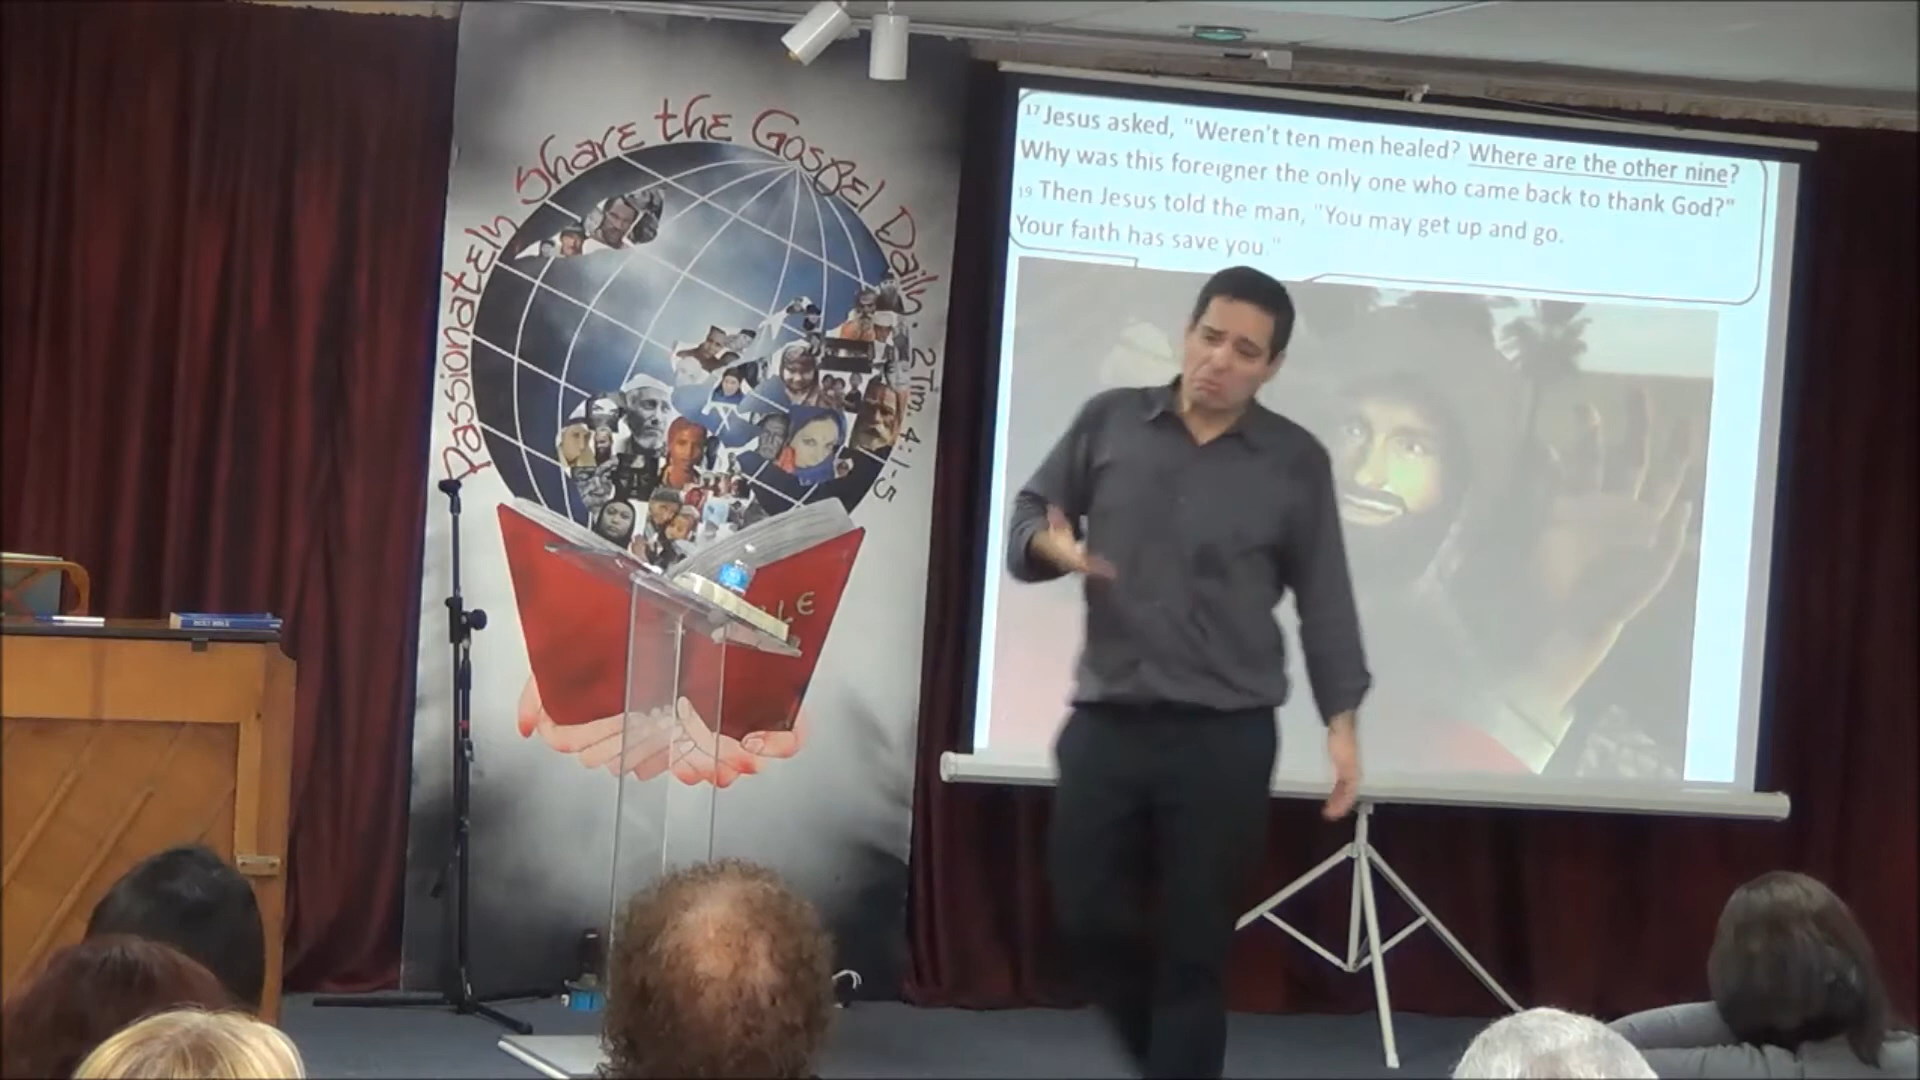 Passionately Share the Gospel Daily. 2 Tim. 4:1-5
17 Jesus asked, "Weren't ten men healed? Where are the other nine?
Why was this foreigner the only one who came back to thank God?"
19 Then Jesus told the man, "You may get up and go.
Your faith has save you."
HOLY BIBLE